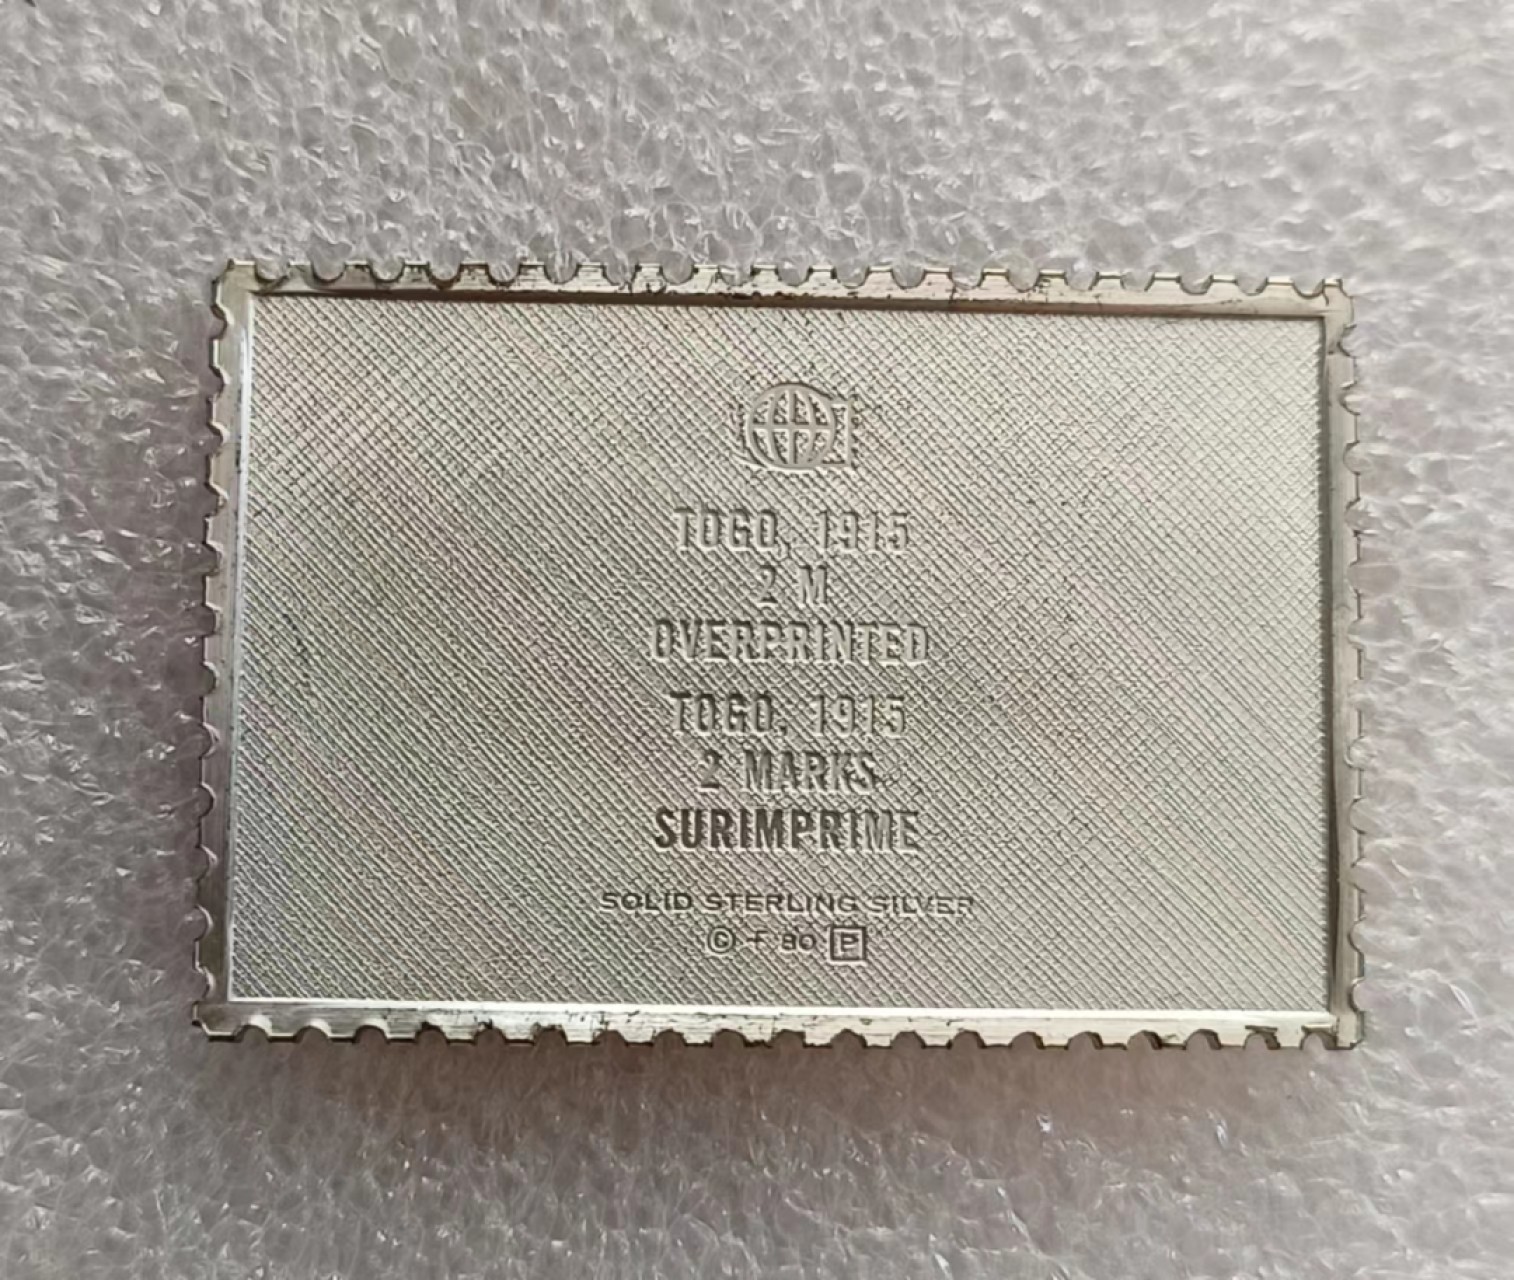 TOGO, 1915
2 M
OVERPRINTED
TOGO, 1915
2 MARKS
SURIMPRIME
SOLID STERLING SILVER
© F 80 P